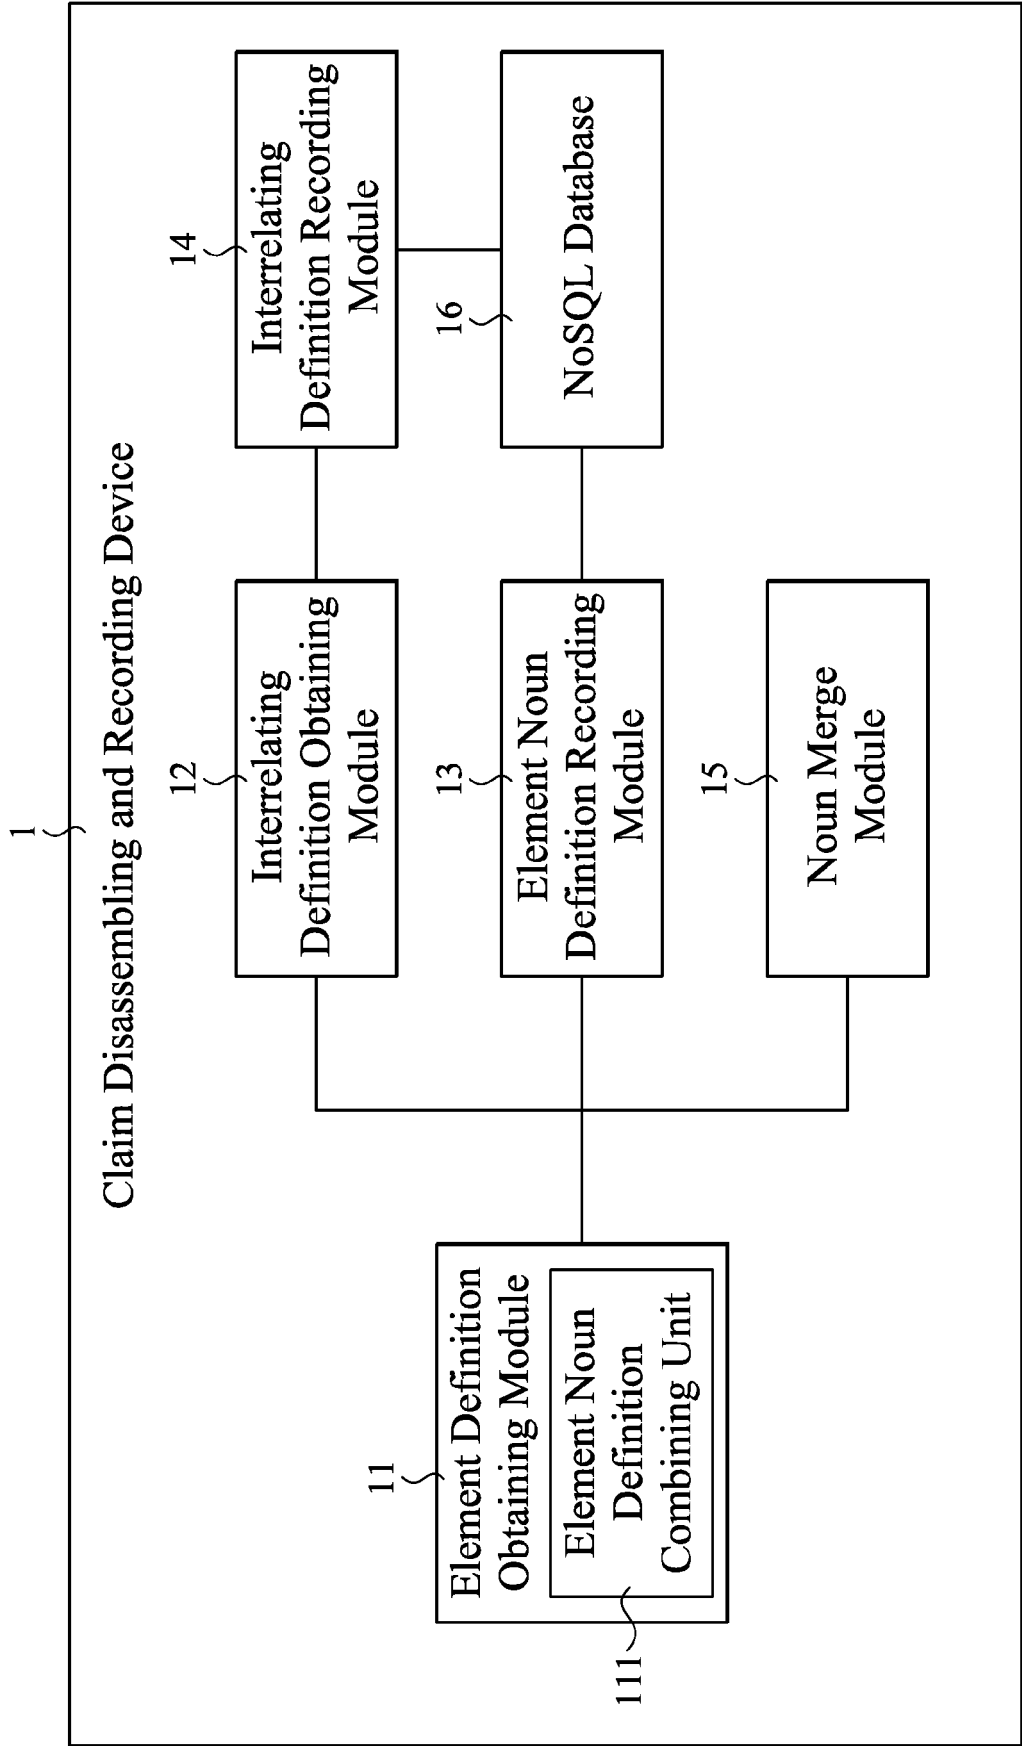 1
Claim Disassembling and Recording Device
11
Element Definition
Obtaining Module
111
Element Noun
Definition
Combining Unit
12
Interrelating
Definition Obtaining
Module
14
Interrelating
Definition Recording
Module
13
Element Noun
Definition Recording
Module
16
NoSQL Database
15
Noun Merge
Module